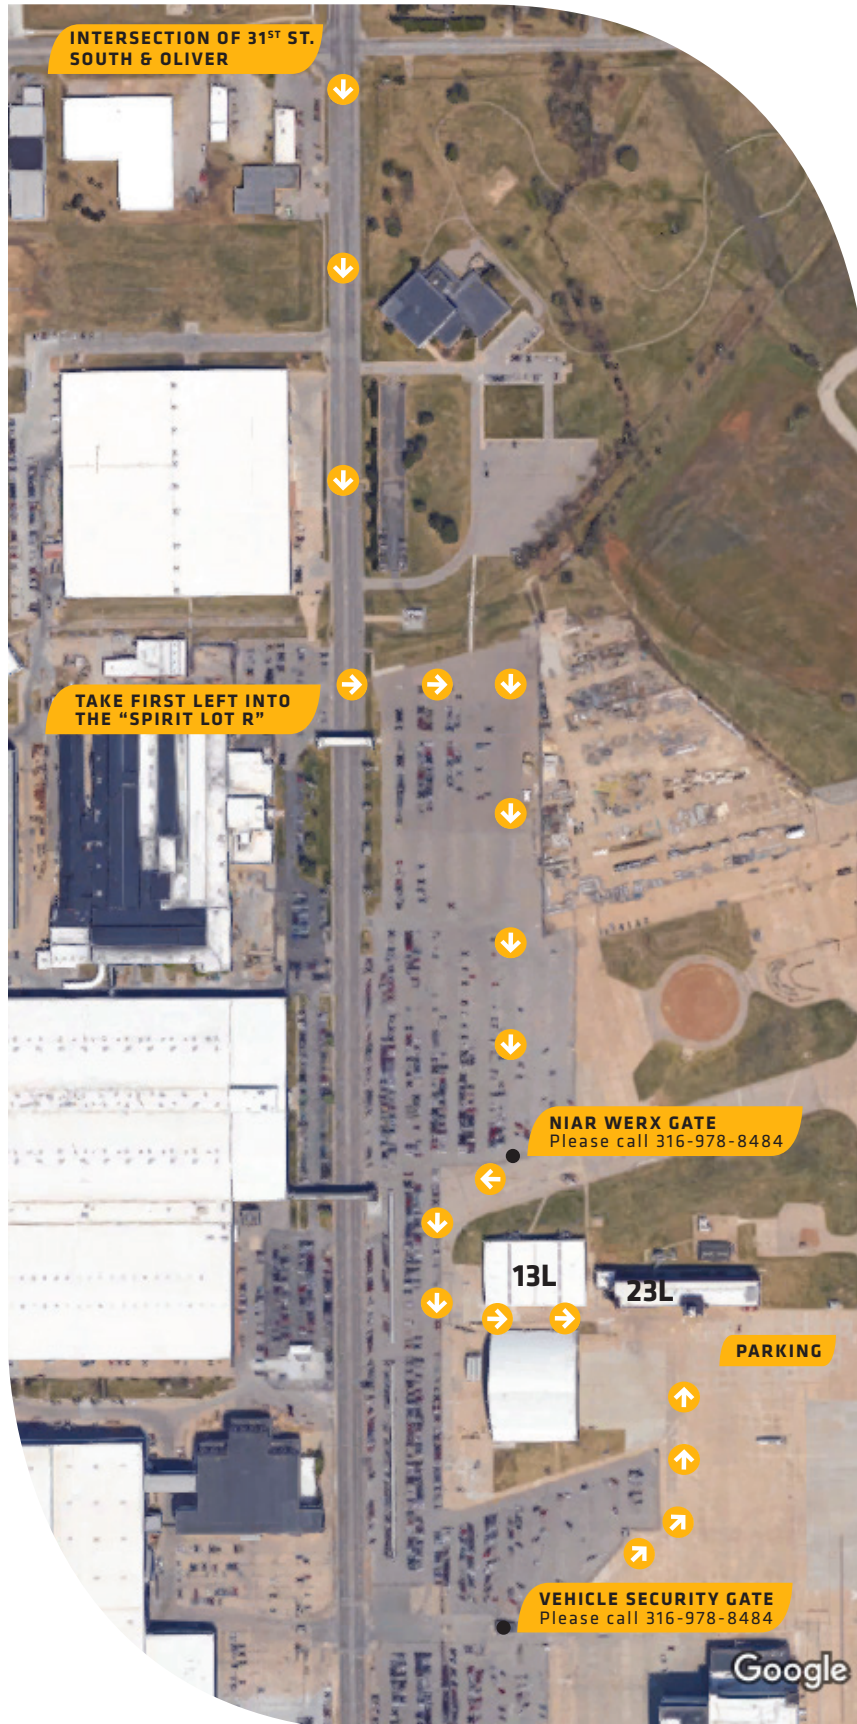 INTERSECTION OF 31ST ST.
SOUTH & OLIVER
TAKE FIRST LEFT INTO
THE “SPIRIT LOT R”
NIAR WERX GATE
Please call 316-978-8484
13L
23L
PARKING
VEHICLE SECURITY GATE
Please call 316-978-8484
Google